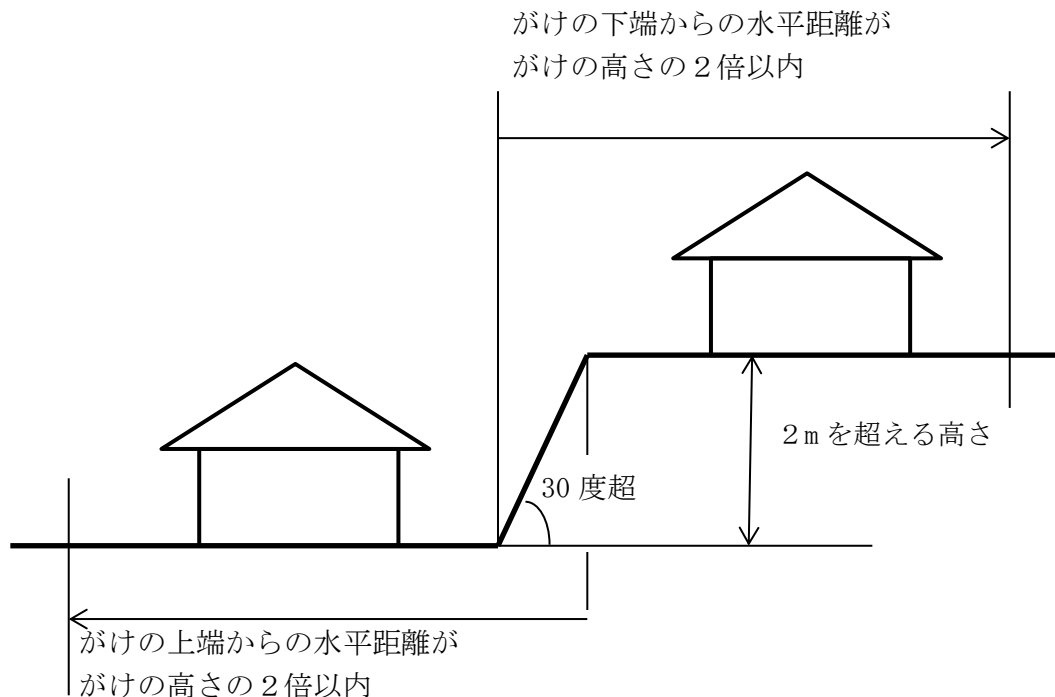 がけの下端からの水平距離が
がけの高さの２倍以内
２ｍを超える高さ
30 度超
がけの上端からの水平距離が
がけの高さの２倍以内